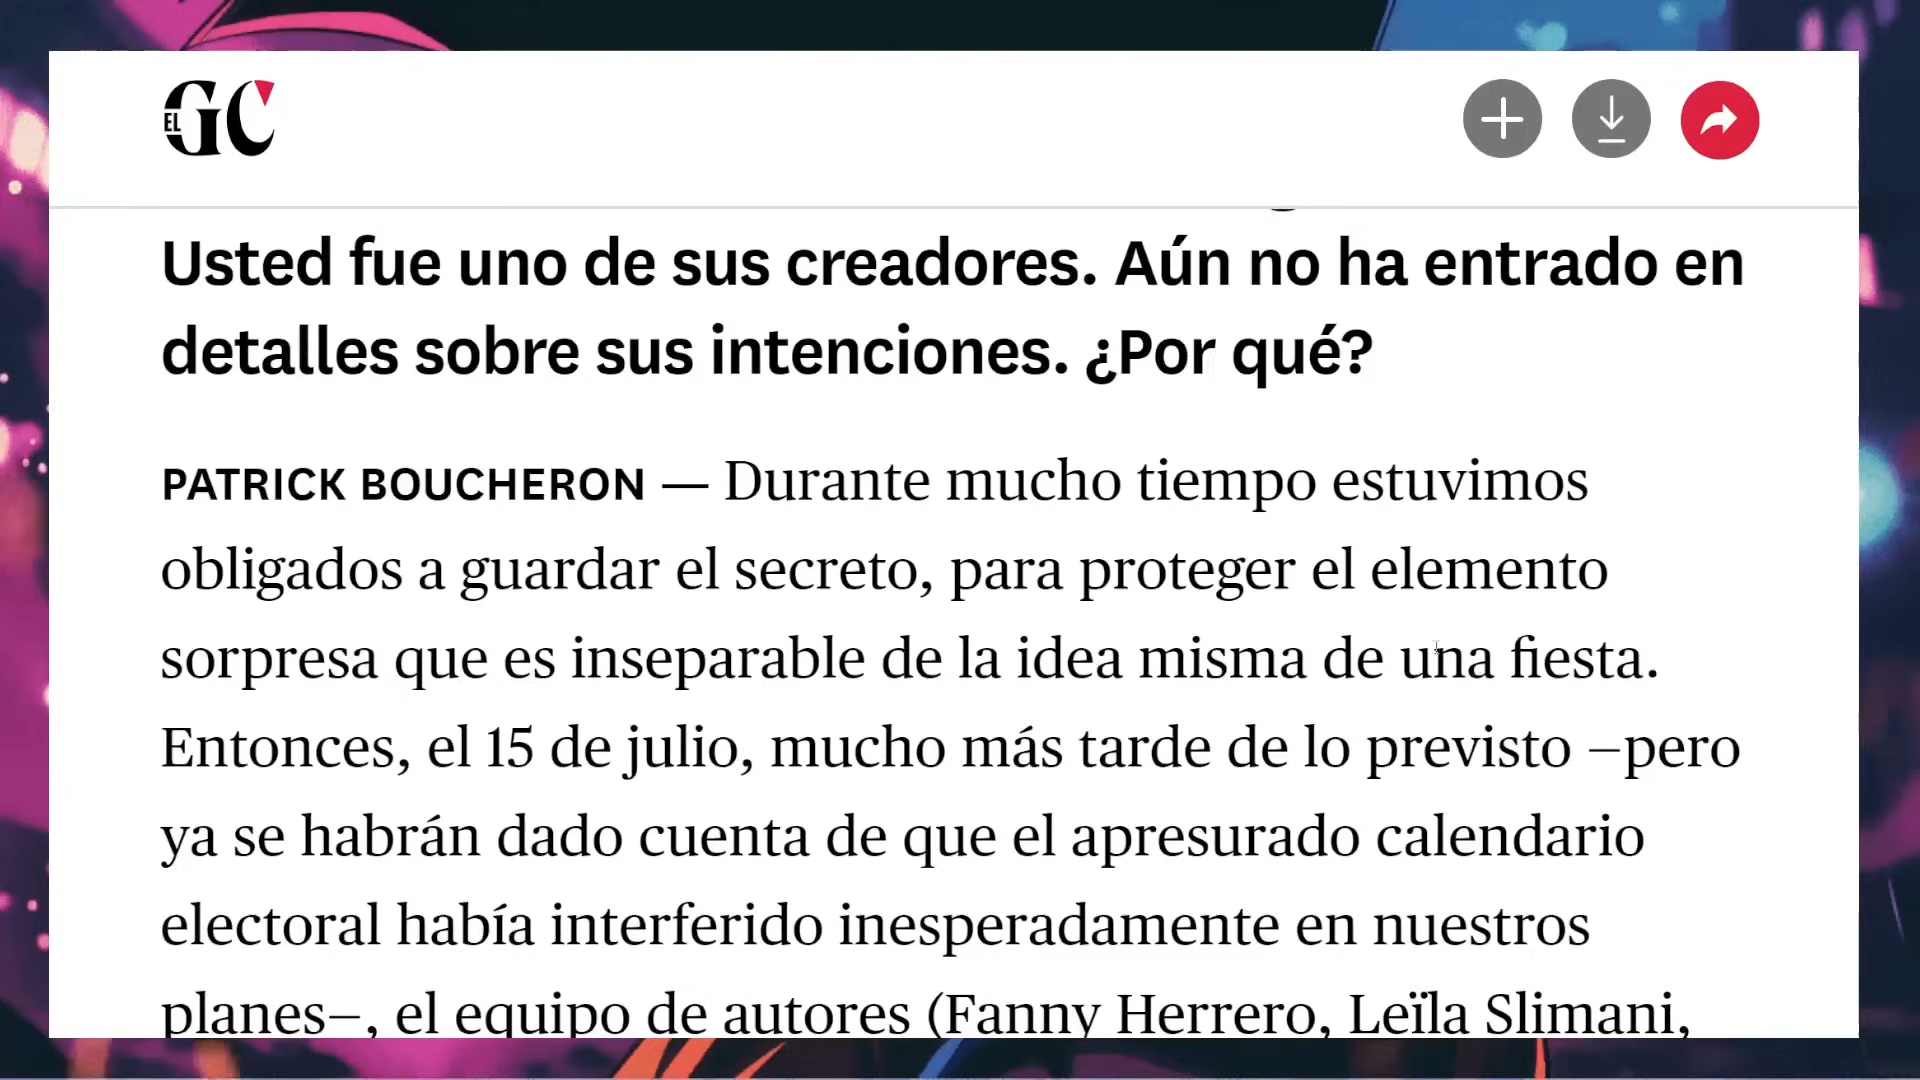 EL GC
Usted fue uno de sus creadores. Aún no ha entrado en
detalles sobre sus intenciones. ¿Por qué?
PATRICK BOUCHERON — Durante mucho tiempo estuvimos
obligados a guardar el secreto, para proteger el elemento
sorpresa que es inseparable de la idea misma de una fiesta.
Entonces, el 15 de julio, mucho más tarde de lo previsto —pero
ya se habrán dado cuenta de que el apresurado calendario
electoral había interferido inesperadamente en nuestros
planes—, el equipo de autores (Fanny Herrero, Leïla Slimani,